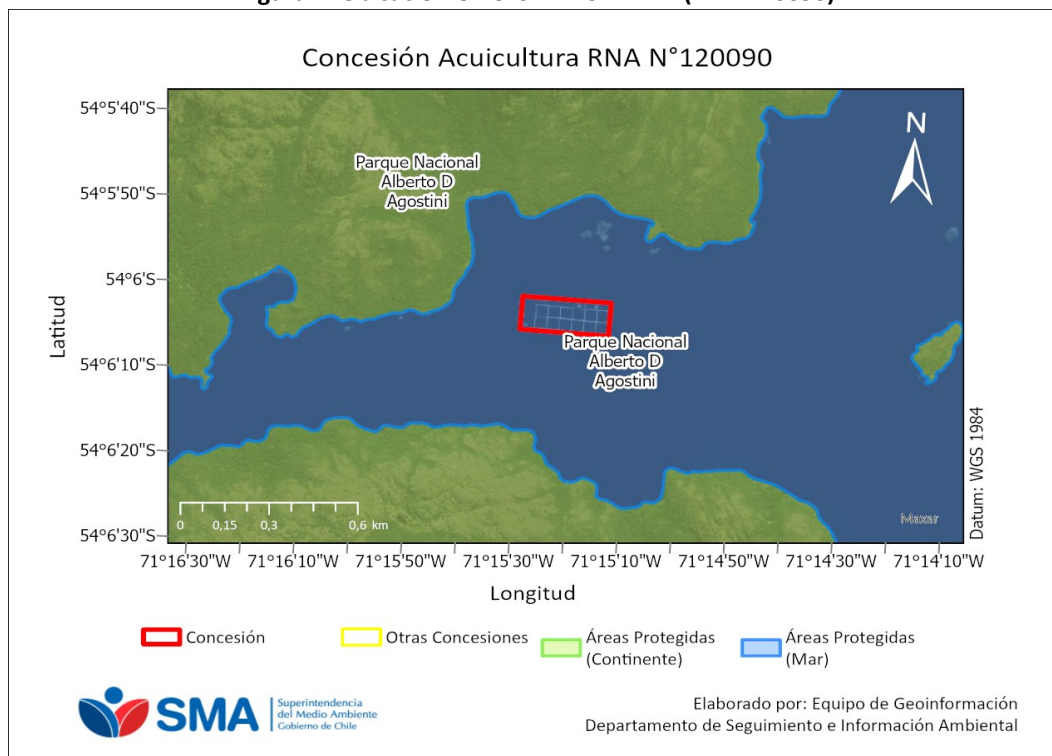 Concesión Acuicultura RNA N°120090
54°5'40"S
54°5'50"S
54°6'S
54°6'10"S
54°6'20"S
54°6'30"S
Latitud
Parque Nacional
Alberto D
Agostini
N
Parque Nacional
Alberto D
Agostini
0 0,15 0,3 0,6 km
Maxar
Datum: WGS 1984
71°16'30"W 71°16'10"W 71°15'50"W 71°15'30"W 71°15'10"W 71°14'50"W 71°14'30"W 71°14'10"W
Longitud
Concesión
Otras Concesiones
Áreas Protegidas
(Continente)
Áreas Protegidas
(Mar)
SMA
Superintendencia
del Medio Ambiente
Gobierno de Chile
Elaborado por: Equipo de Geoinformación
Departamento de Seguimiento e Información Ambiental